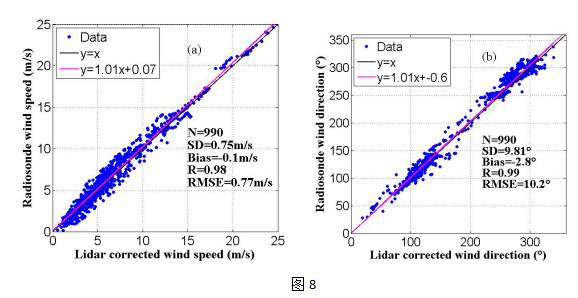 25
20
15
10
5
0
Radiosonde wind speed (m/s)
Data
y=x
y=1.01x+0.07
(a)
N=990
SD=0.75m/s
Bias=-0.1m/s
R=0.98
RMSE=0.77m/s
0 5 10 15 20 25
Lidar corrected wind speed (m/s)
350
300
250
200
150
100
50
0
Radiosonde wind direction (°)
Data
y=x
y=1.01x+-0.6
(b)
N=990
SD=9.81°
Bias=-2.8°
R=0.99
RMSE=10.2°
0 100 200 300
Lidar corrected wind direction (°)
图 8